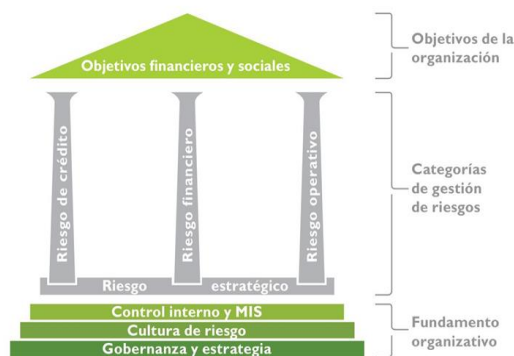 Objetivos financieros y sociales
Objetivos de la
organización
Riesgo de crédito
Riesgo financiero
Riesgo operativo
Categorías
de gestión
de riesgos
Riesgo estratégico
Control interno y MIS
Cultura de riesgo
Gobernanza y estrategia
Fundamento
organizativo